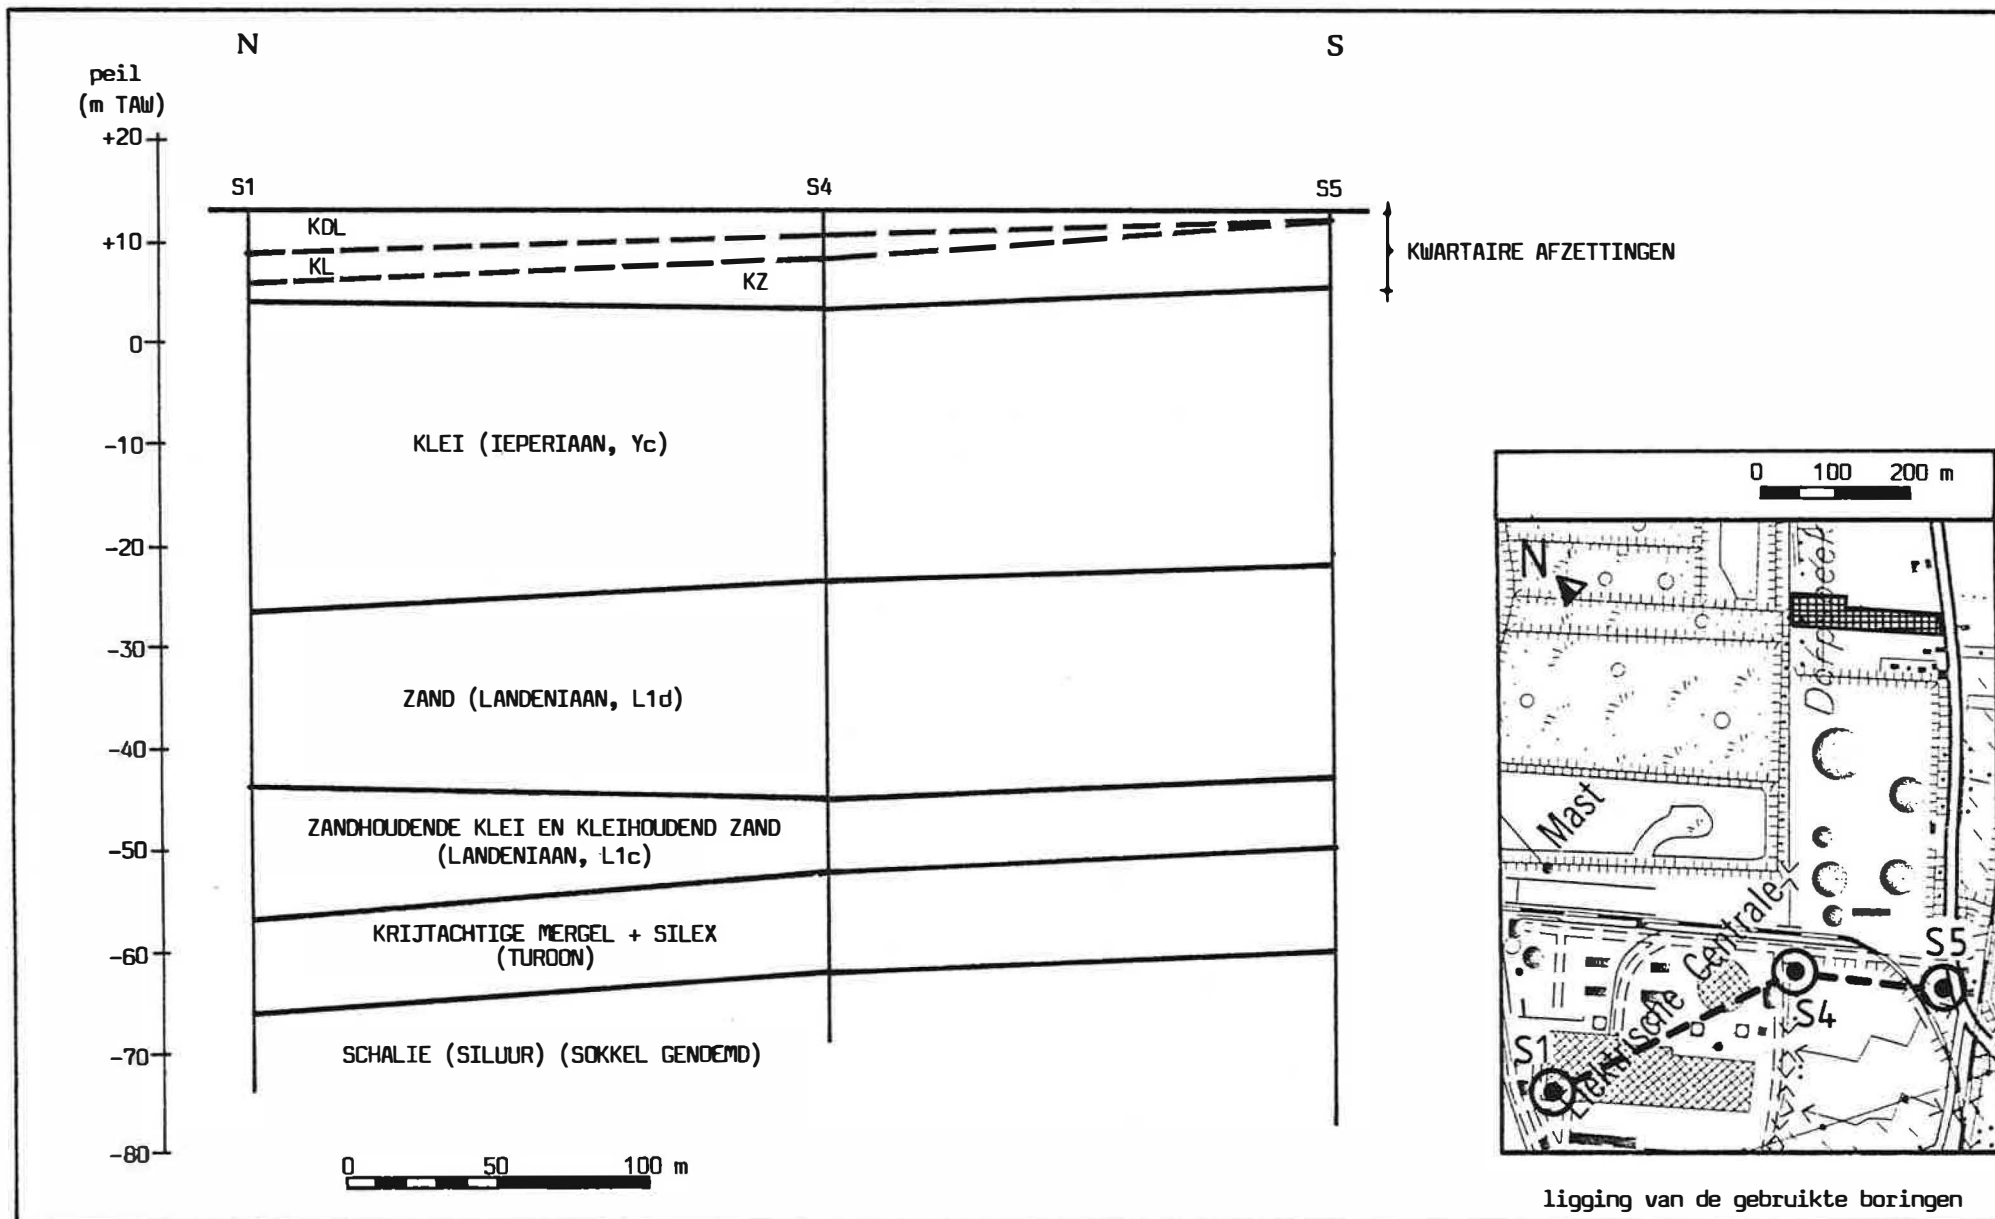 N
S
peil
(m TAW)
+20
S1
S4
S5
KDL
+10
KL
KZ
KWARTAIRE AFZETTINGEN
0
-10
KLEI (IEPERIAAN, Yc)
-20
-30
ZAND (LANDENIAAN, L1d)
-40
ZANDHOUDENDE KLEI EN KLEIHOUDEND ZAND
(LANDENIAAN, L1c)
-50
KRIJTACHTIGE MERGEL + SILEX
(TUROON)
-60
SCHALIE (SILUUR) (SOKKEL GENOEMD)
-70
-80
0 50 100 m
0 100 200 m
N
Mast
Elektrische Centrale
S5
S4
S1
ligging van de gebruikte boringen